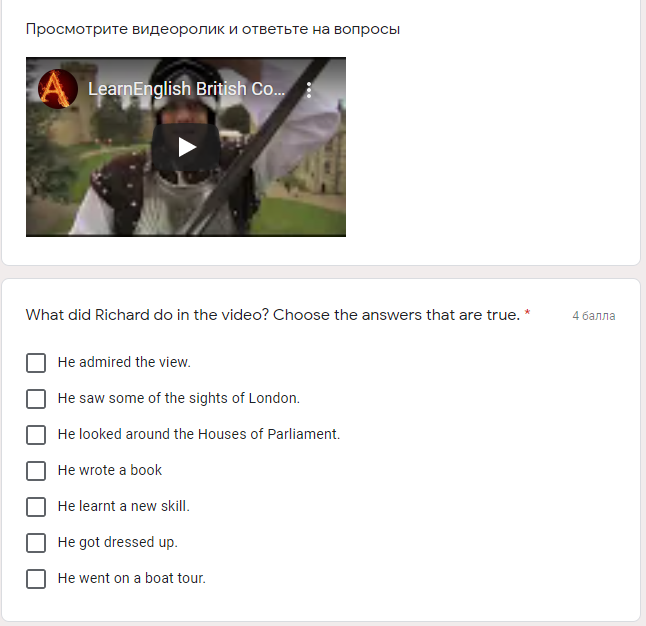 Просмотрите видеоролик и ответьте на вопросы
LearnEnglish British Co...
What did Richard do in the video? Choose the answers that are true. *
4 балла
He admired the view.
He saw some of the sights of London.
He looked around the Houses of Parliament.
He wrote a book
He learnt a new skill.
He got dressed up.
He went on a boat tour.